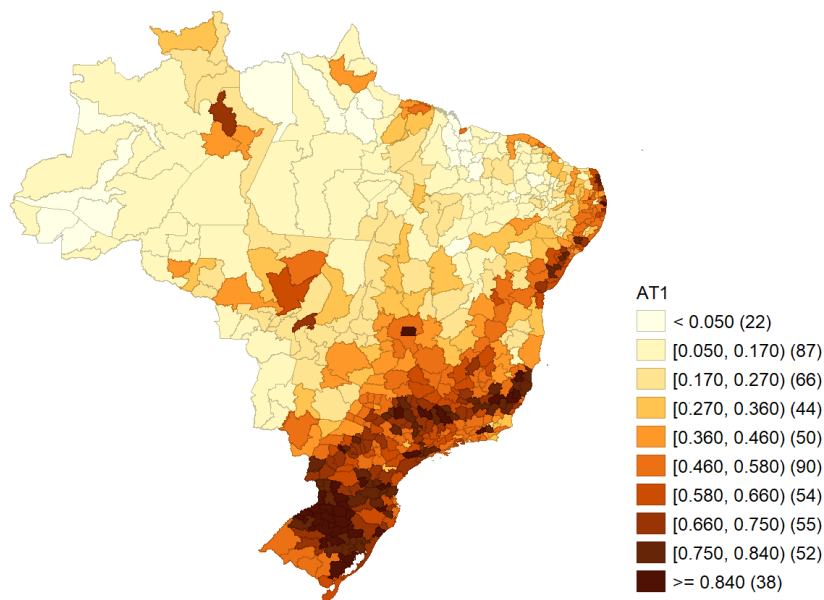 AT1
< 0.050 (22)
[0.050, 0.170) (87)
[0.170, 0.270) (66)
[0.270, 0.360) (44)
[0.360, 0.460) (50)
[0.460, 0.580) (90)
[0.580, 0.660) (54)
[0.660, 0.750) (55)
[0.750, 0.840) (52)
>= 0.840 (38)